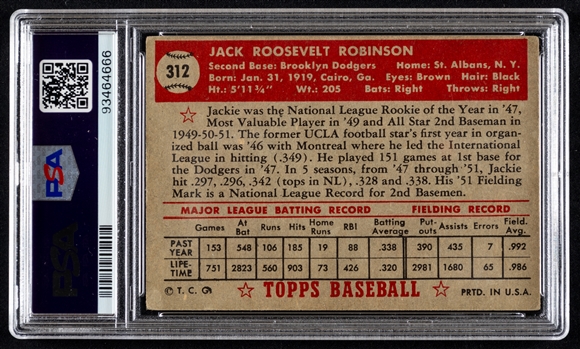 JACK ROOSEVELT ROBINSON
312
Second Base: Brooklyn Dodgers Home: St. Albans, N. Y.
Born: Jan. 31, 1919, Cairo, Ga. Eyes: Brown Hair: Black
Ht.: 5'11¾" Wt.: 205 Bats: Right Throws: Right
Jackie was the National League Rookie of the Year in '47,
Most Valuable Player in '49 and All Star 2nd Baseman in
1949-50-51. The former UCLA football star's first year in organ-
ized ball was '46 with Montreal where he led the International
League in hitting (.349). He played 151 games at 1st base for
the Dodgers in '47. In 5 seasons, from '47 through '51, Jackie
hit .297, .296, .342 (tops in NL), .328 and .338. His '51 Fielding
Mark is a National League Record for 2nd Basemen.
MAJOR LEAGUE BATTING RECORD FIELDING RECORD
Games At Bat Runs Hits Home Runs RBI Batting Average Put-outs Assists Errors Field. Avg.
PAST YEAR 153 548 106 185 19 88 .338 390 435 7 .992
LIFE-TIME 751 2823 560 903 73 402 .320 2981 1680 65 .986
© T. C. G.
TOPPS BASEBALL
PRTD. IN U.S.A.
93464666
PSA
PSA